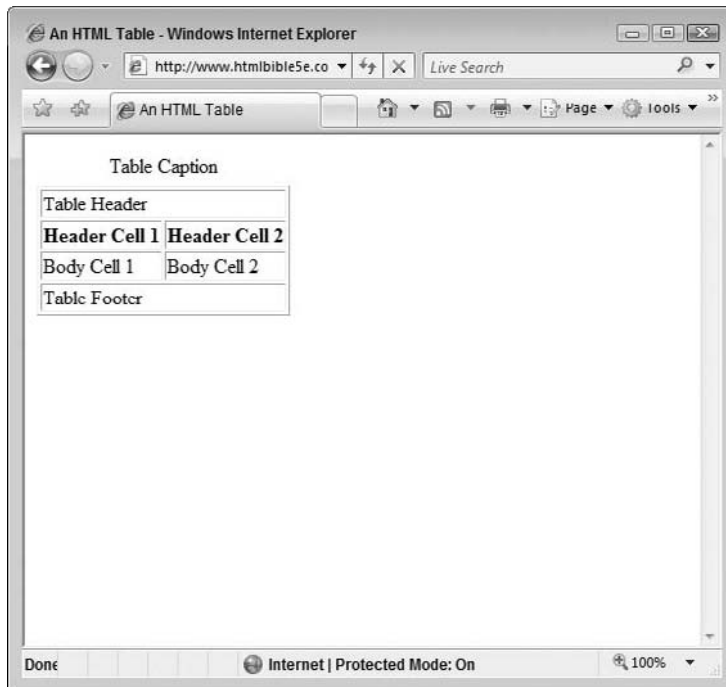 An HTML Table - Windows Internet Explorer
http://www.htmlbible5e.co Live Search
An HTML Table Page Tools
Table Caption
Table Header
Header Cell 1 Header Cell 2
Body Cell 1 Body Cell 2
Table Footer
Done Internet | Protected Mode: On 100%